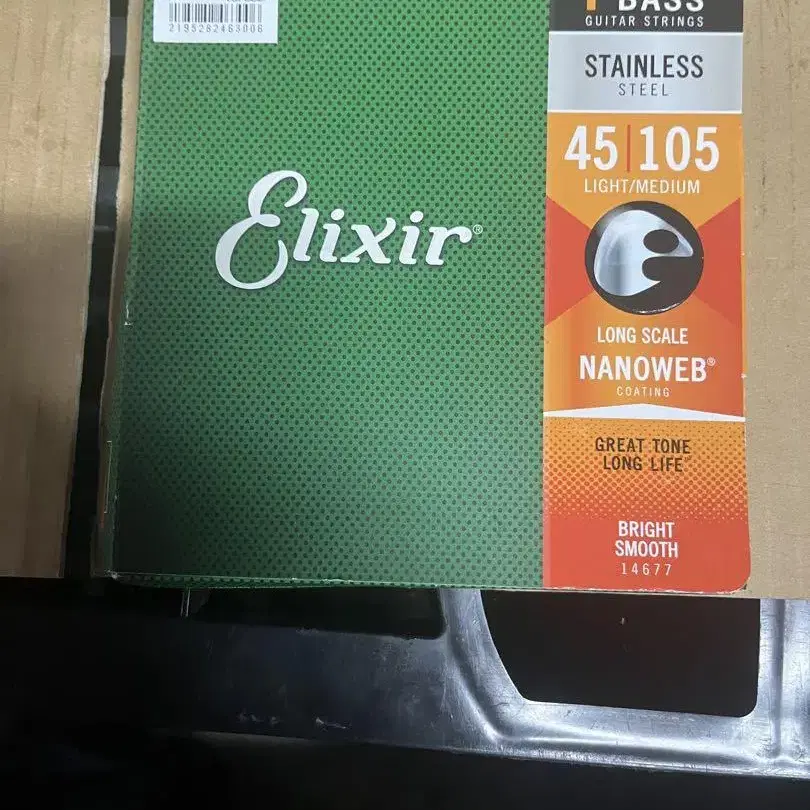 2195282463006
BASS
GUITAR STRINGS
STAINLESS
STEEL
45|105
LIGHT/MEDIUM
Elixir®
LONG SCALE
NANOWEB®
COATING
GREAT TONE
LONG LIFE
BRIGHT
SMOOTH
14677